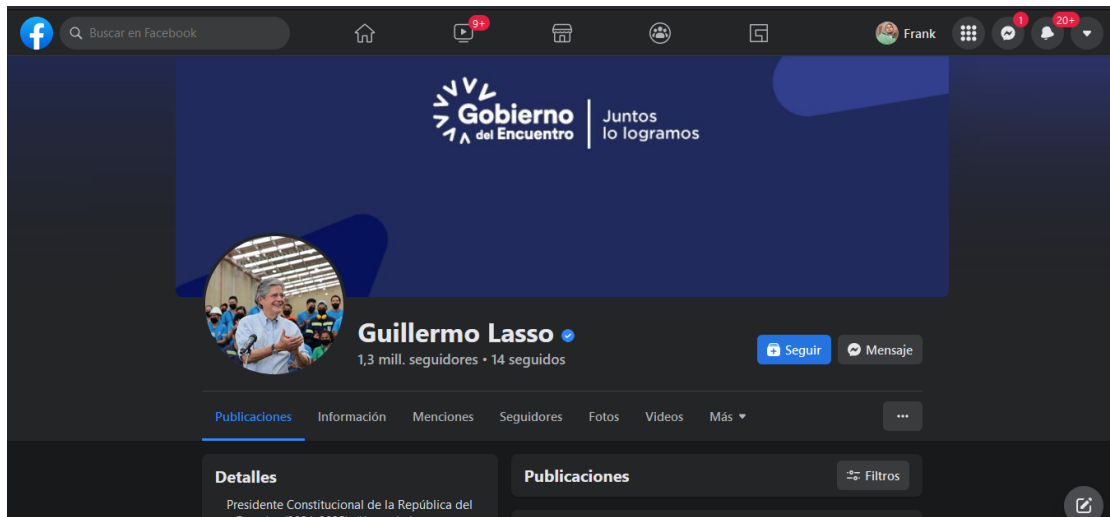 Buscar en Facebook
9+
Frank
1
20+
Gobierno
del Encuentro
Juntos
lo logramos
Guillermo Lasso
1,3 mill. seguidores • 14 seguidos
Seguir
Mensaje
Publicaciones
Información
Menciones
Seguidores
Fotos
Videos
Más
Detalles
Presidente Constitucional de la República del
Publicaciones
Filtros